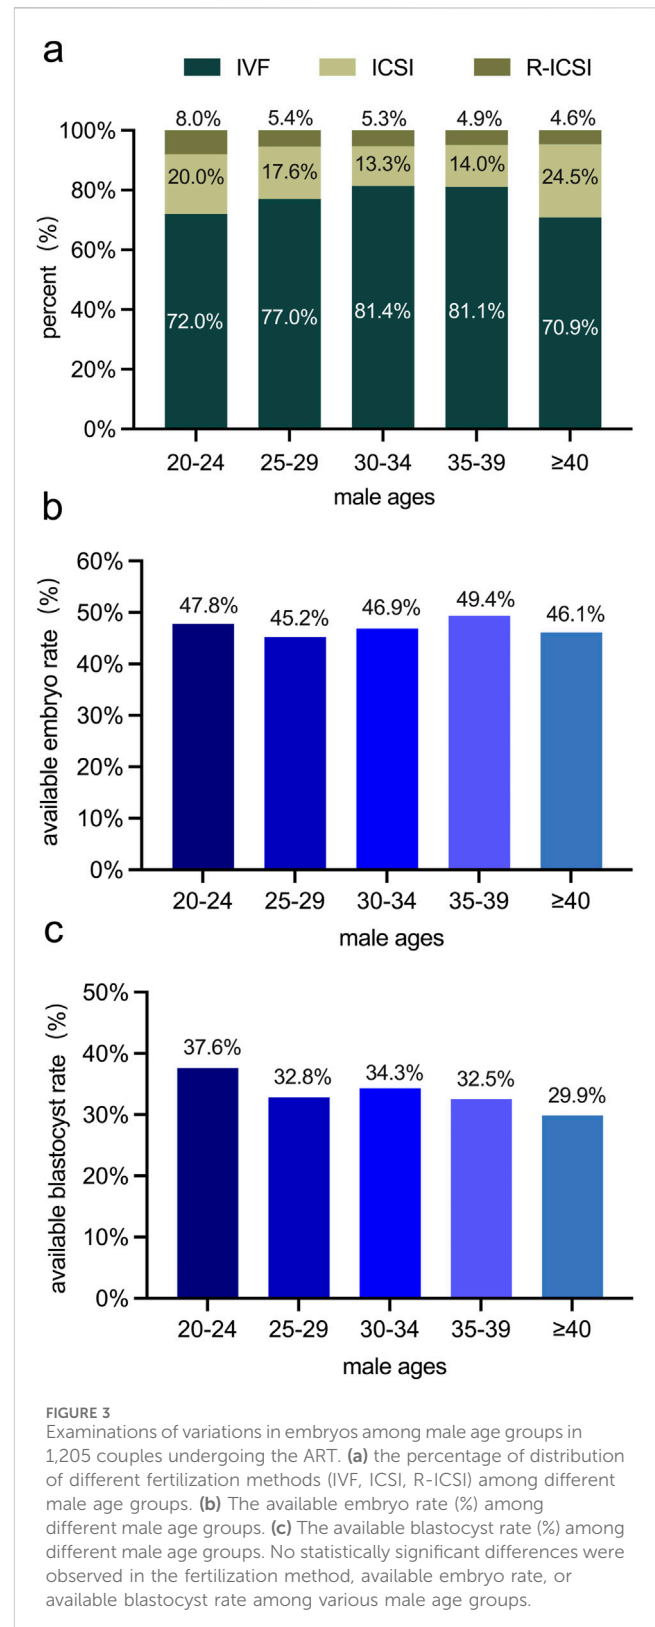 a
IVF ICSI R-ICSI
8.0% 5.4% 5.3% 4.9% 4.6%
100%
20.0% 17.6% 13.3% 14.0% 24.5%
80%
60%
40%
72.0% 77.0% 81.4% 81.1% 70.9%
20%
0%
percent (%)
20-24 25-29 30-34 35-39 ≥40
male ages
b
60%
47.8% 45.2% 46.9% 49.4% 46.1%
50%
40%
30%
20%
10%
0%
available embryo rate (%)
20-24 25-29 30-34 35-39 ≥40
male ages
c
50%
37.6% 32.8% 34.3% 32.5% 29.9%
40%
30%
20%
10%
0%
available blastocyst rate (%)
20-24 25-29 30-34 35-39 ≥40
male ages
FIGURE 3
Examinations of variations in embryos among male age groups in
1,205 couples undergoing the ART. (a) the percentage of distribution
of different fertilization methods (IVF, ICSI, R-ICSI) among different
male age groups. (b) The available embryo rate (%) among
different male age groups. (c) The available blastocyst rate (%) among
different male age groups. No statistically significant differences were
observed in the fertilization method, available embryo rate, or
available blastocyst rate among various male age groups.